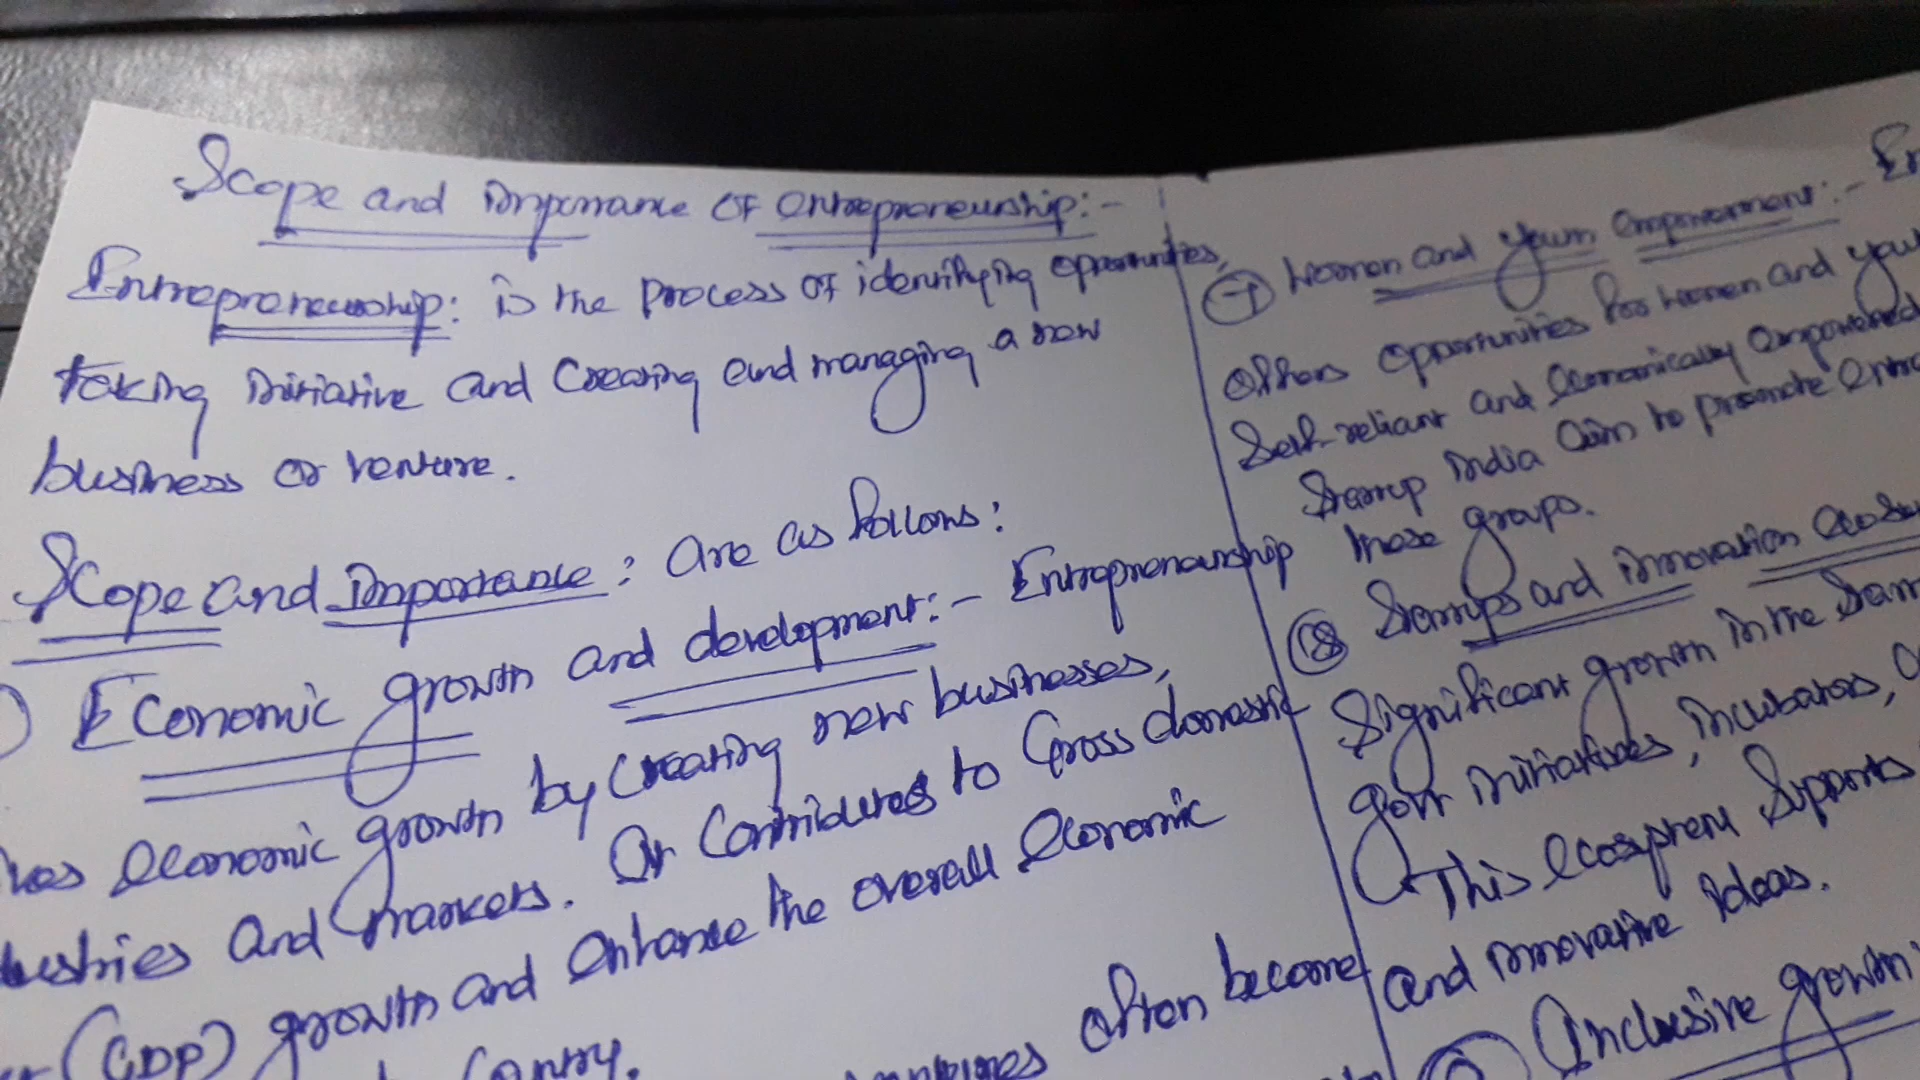 Scope and Importance of entrepreneurship:-
Entrepreneurship: is the process of identifying opportunities,
taking initiative and creating and managing a new
business or venture.
Scope and Importance: are as follows:
Economic growth and development:- Entrepreneurship
economic growth by creating new businesses,
and markets. Or Contributes to Gross domestic
(GDP) growth and enhance the overall economic
Contry.
often become
⑦ Women and youth empowerment:-
offers opportunities for women and
Self-reliant and economically empowered
Startup India aim to promote
these groups.
⑧ Startups and innovation
Significant growth in the
govt initiatives, incubators,
This ecosystem supports
and innovative ideas.
Inclusive growth